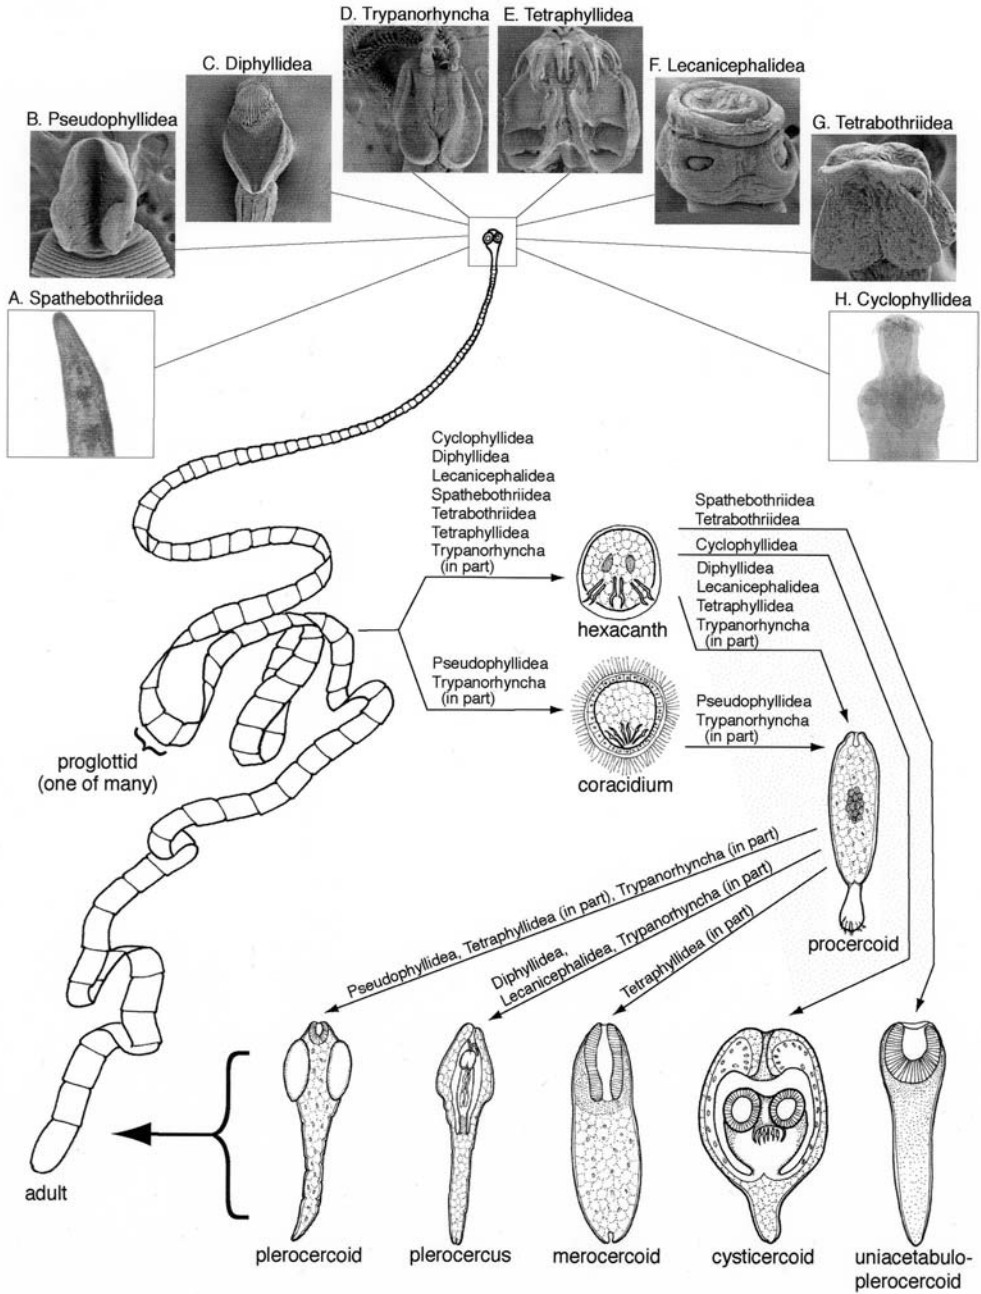 D. Trypanorhyncha
E. Tetraphyllidea
C. Diphyllidea
F. Lecanicephalidea
B. Pseudophyllidea
G. Tetrabothriidea
A. Spathebothriidea
H. Cyclophyllidea
Cyclophyllidea
Diphyllidea
Lecanicephalidea
Spathebothriidea
Tetrabothriidea
Tetraphyllidea
Trypanorhyncha
(in part)
Spathebothriidea
Tetrabothriidea
Cyclophyllidea
Diphyllidea
Lecanicephalidea
Tetraphyllidea
Trypanorhyncha
(in part)
hexacanth
Pseudophyllidea
Trypanorhyncha
(in part)
Pseudophyllidea
Trypanorhyncha
(in part)
coracidium
proglottid
(one of many)
procercoid
Pseudophyllidea, Tetraphyllidea (in part), Trypanorhyncha (in part)
Diphyllidea,
Lecanicephalidea, Trypanorhyncha (in part)
Tetraphyllidea (in part)
adult
plerocercoid
plerocercus
merocercoid
cysticercoid
uniacetabulo-
plerocercoid